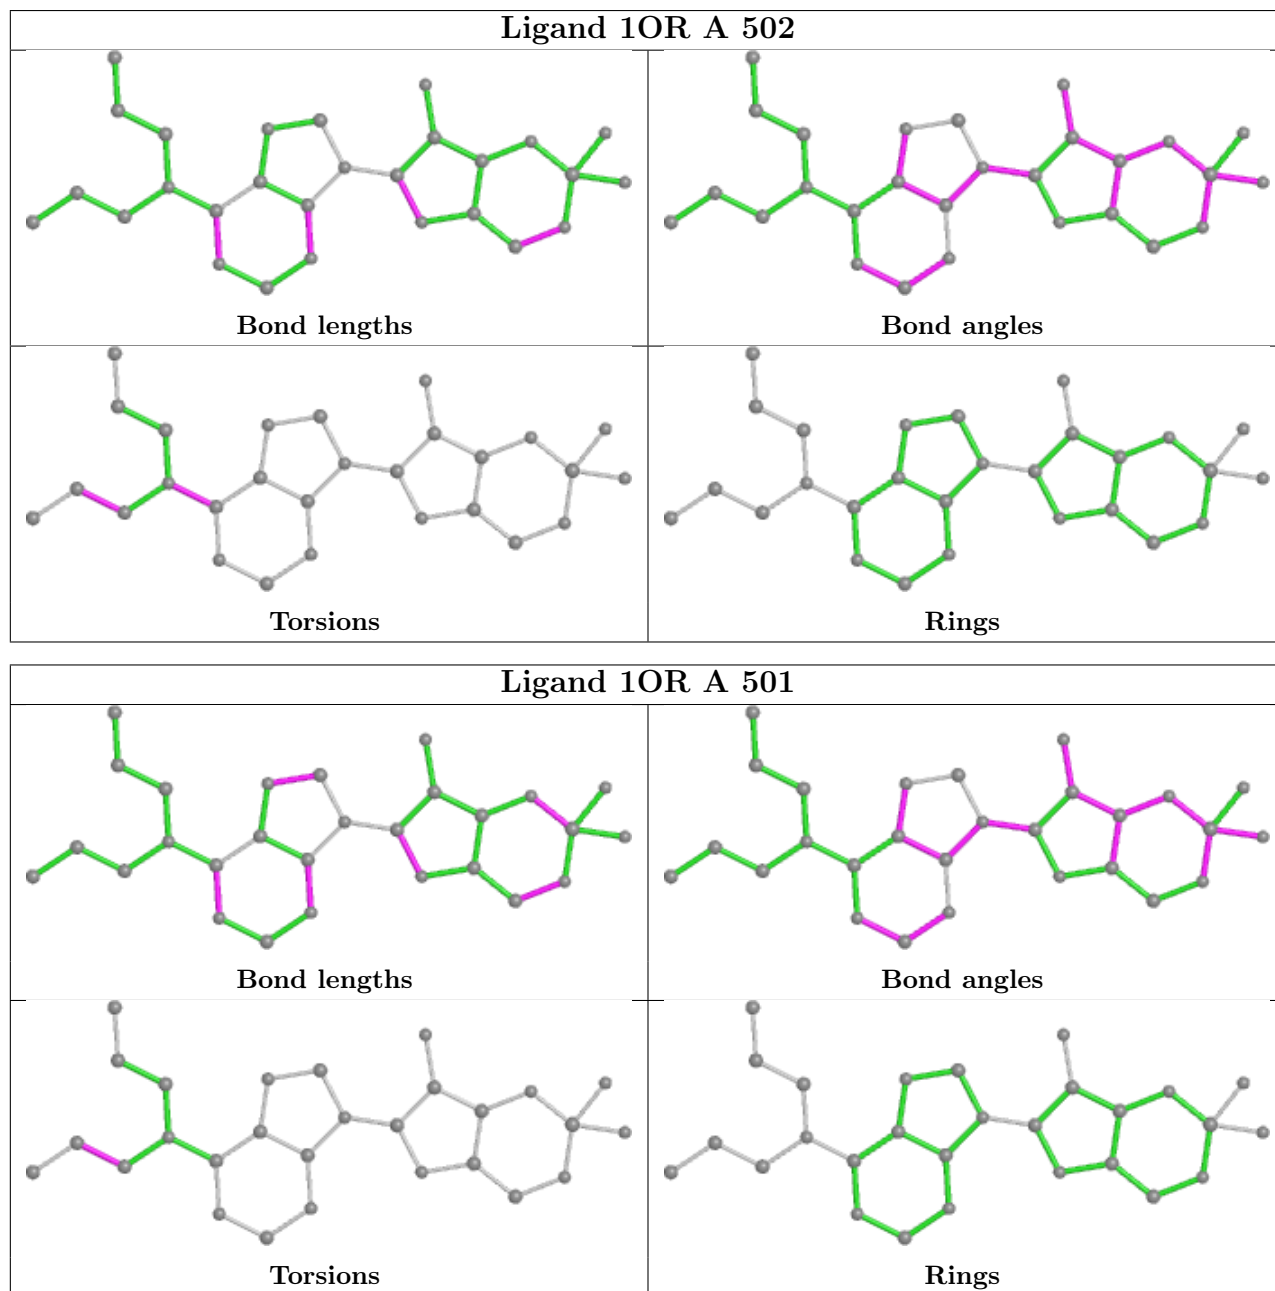 Ligand 1OR A 502
Bond lengths
Bond angles
Torsions
Rings
Ligand 1OR A 501
Bond lengths
Bond angles
Torsions
Rings